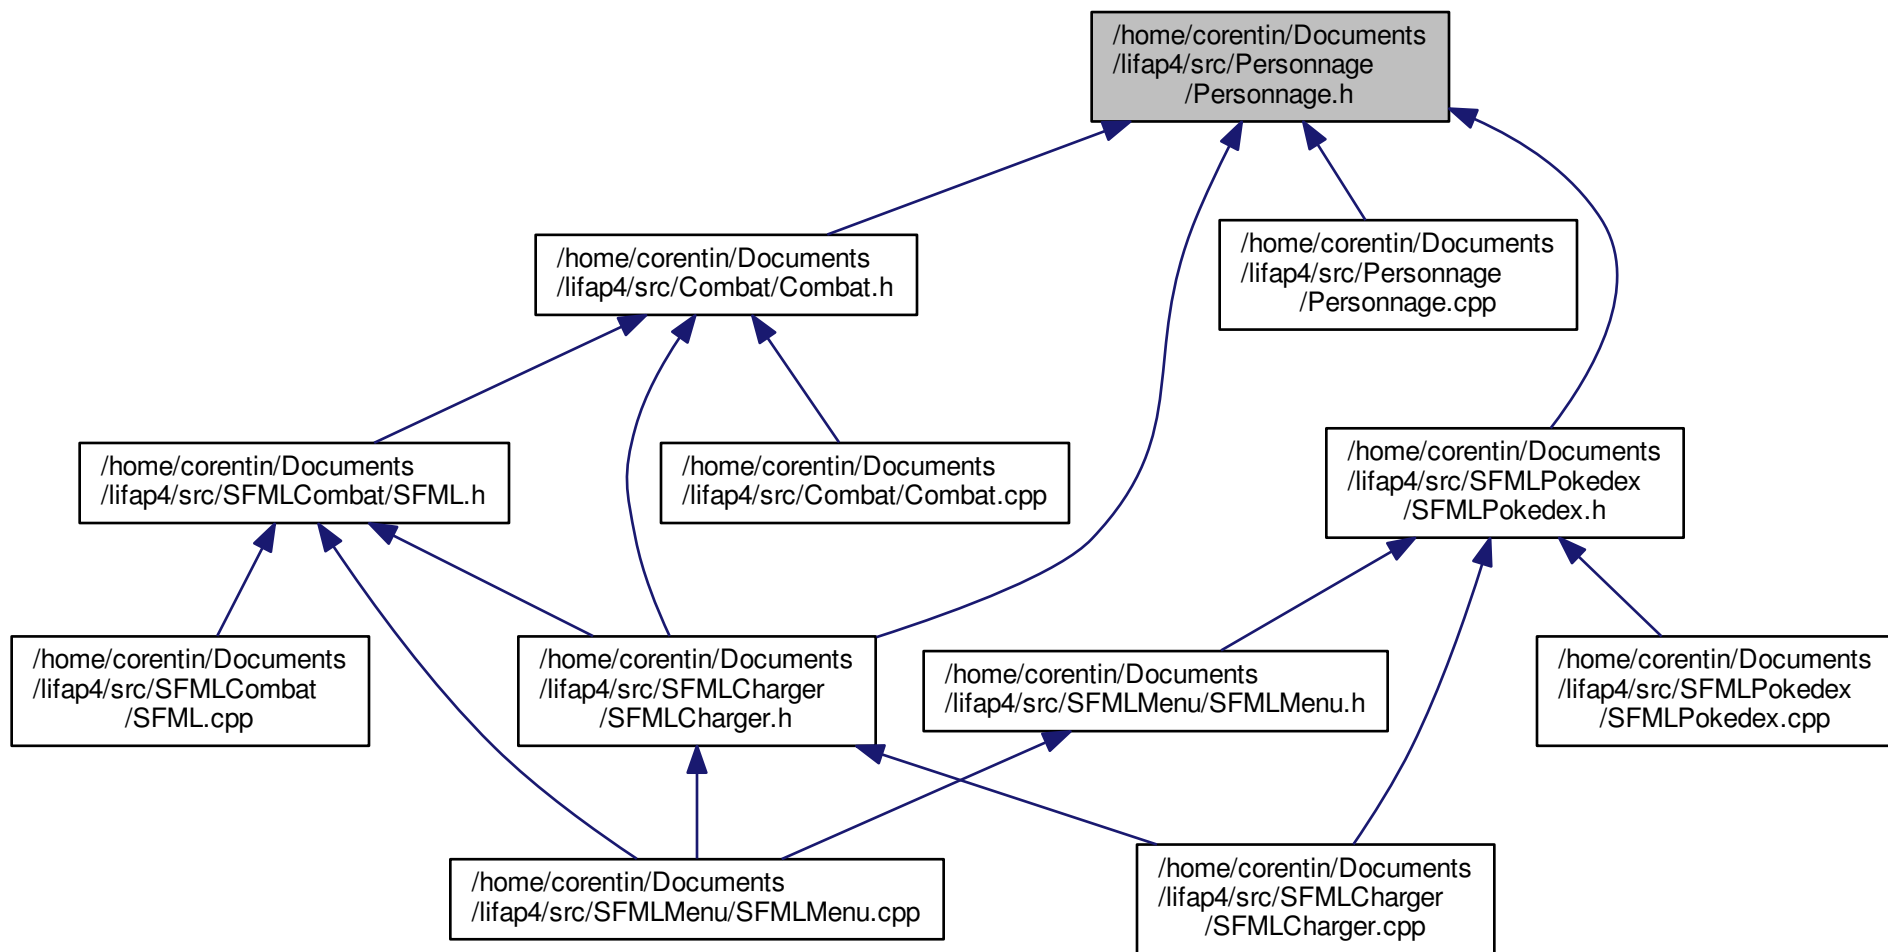 /home/corentin/Documents
/lifap4/src/Personnage
/Personnage.h
/home/corentin/Documents
/lifap4/src/Combat/Combat.h
/home/corentin/Documents
/lifap4/src/Personnage
/Personnage.cpp
/home/corentin/Documents
/lifap4/src/SFMLCombat/SFML.h
/home/corentin/Documents
/lifap4/src/Combat/Combat.cpp
/home/corentin/Documents
/lifap4/src/SFMLPokedex
/SFMLPokedex.h
/home/corentin/Documents
/lifap4/src/SFMLCombat
/SFML.cpp
/home/corentin/Documents
/lifap4/src/SFMLCharger
/SFMLCharger.h
/home/corentin/Documents
/lifap4/src/SFMLMenu/SFMLMenu.h
/home/corentin/Documents
/lifap4/src/SFMLPokedex
/SFMLPokedex.cpp
/home/corentin/Documents
/lifap4/src/SFMLMenu/SFMLMenu.cpp
/home/corentin/Documents
/lifap4/src/SFMLCharger
/SFMLCharger.cpp